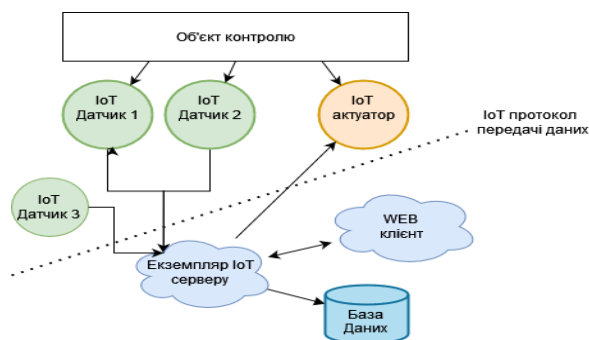 Об'єкт контролю
IoT
Датчик 1
IoT
Датчик 2
IoT
актуатор
IoT протокол
передачі даних
IoT
Датчик 3
WEB
клієнт
Екземпляр IoT
серверу
База
Даних